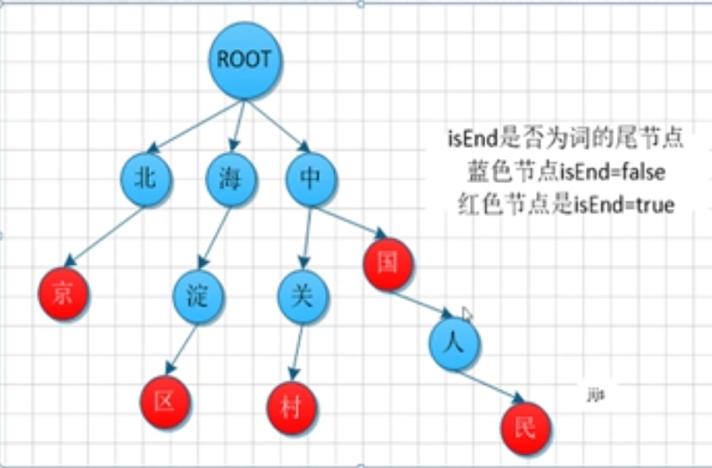 ROOT
isEnd是否为词的尾节点
蓝色节点isEnd=false
红色节点是isEnd=true
北 海 中
京 淀 关 国
人
区 村 民